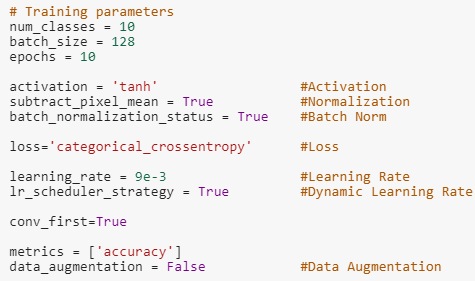 # Training parameters
num_classes = 10
batch_size = 128
epochs = 10
activation = 'tanh' #Activation
subtract_pixel_mean = True #Normalization
batch_normalization_status = True #Batch Norm
loss='categorical_crossentropy' #Loss
learning_rate = 9e-3 #Learning Rate
lr_scheduler_strategy = True #Dynamic Learning Rate
conv_first=True
metrics = ['accuracy']
data_augmentation = False #Data Augmentation